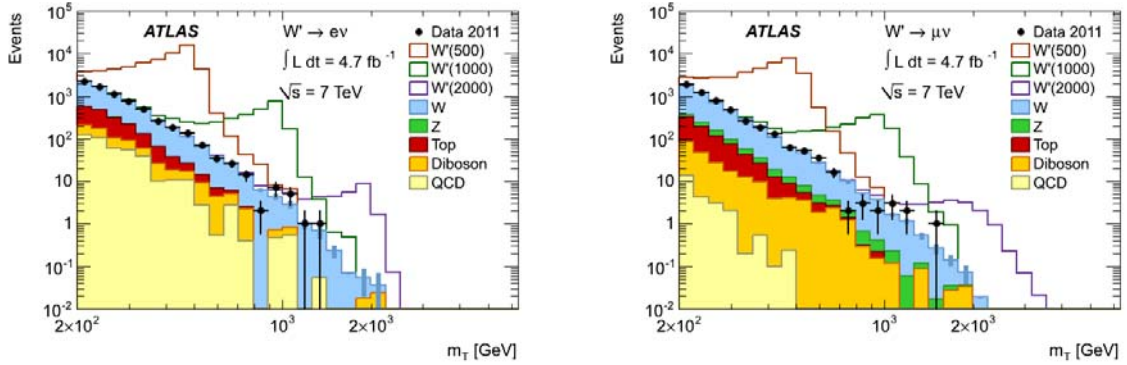 Events
10⁵
10⁴
10³
10²
10
1
10⁻¹
10⁻²
ATLAS
W' → eν
∫ L dt = 4.7 fb⁻¹
√s = 7 TeV
Data 2011
W'(500)
W'(1000)
W'(2000)
W
Z
Top
Diboson
QCD
2×10²
10³
2×10³
m_T [GeV]
Events
10⁵
10⁴
10³
10²
10
1
10⁻¹
10⁻²
ATLAS
W' → μν
∫ L dt = 4.7 fb⁻¹
√s = 7 TeV
Data 2011
W'(500)
W'(1000)
W'(2000)
W
Z
Top
Diboson
QCD
2×10²
10³
2×10³
m_T [GeV]